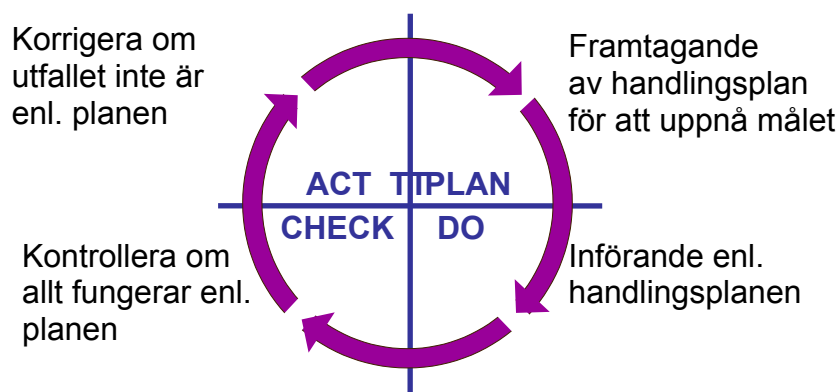 Korrigera om
utfallet inte är
enl. planen
Framtagande
av handlingsplan
för att uppnå målet
ACT TTPLAN
CHECK DO
Kontrollera om
allt fungerar enl.
planen
Införande enl.
handlingsplanen